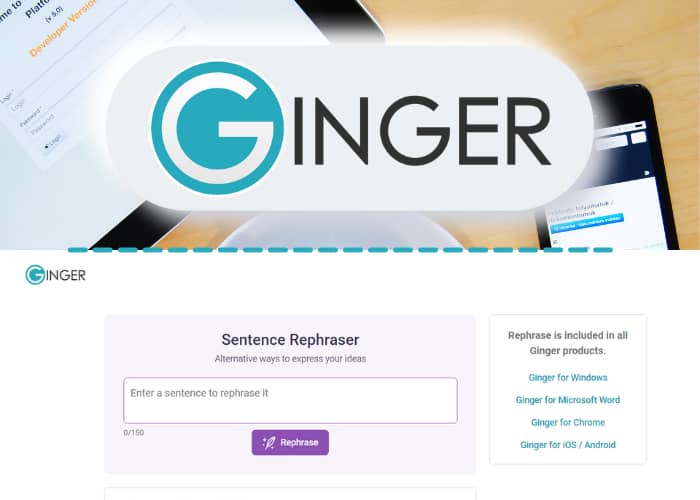 me to
Platfo
(v 5.0)
Developer Version
Login *
Login
Password *
Password
Login
GINGER
GINGER
Sentence Rephraser
Alternative ways to express your ideas
Enter a sentence to rephrase it
0/150
Rephrase
Rephrase is included in all
Ginger products.
Ginger for Windows
Ginger for Microsoft Word
Ginger for Chrome
Ginger for iOS / Android